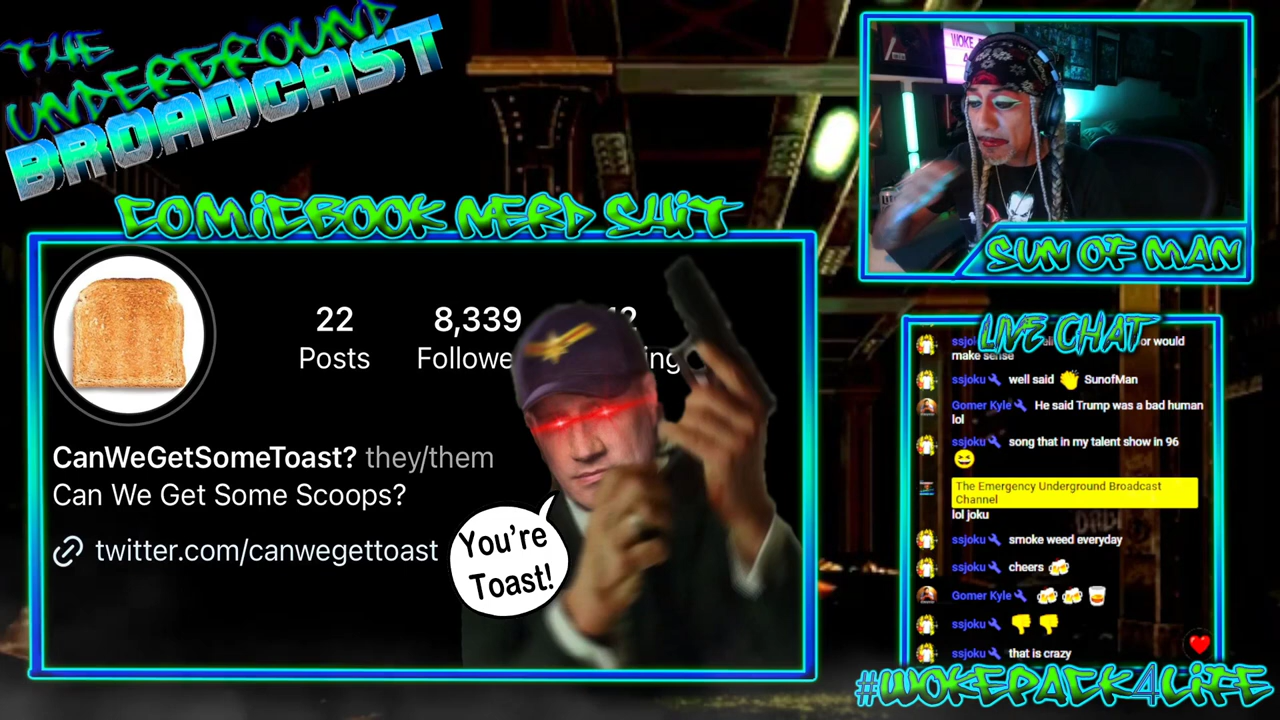 THE
UNDERGROUND
BROADCAST
COMICBOOK NERD SHIT
22
8,339
Posts
CanWeGetSomeToast? they/them
Can We Get Some Scoops?
twitter.com/canwegettoast
You're
Toast!
WOKE
SUN OF MAN
LIVE CHAT
or would
make sense
ssjoku well said 👏 SunofMan
Gomer Kyle He said Trump was a bad human
lol
ssjoku song that in my talent show in 96
😆
The Emergency Underground Broadcast
Channel
lol joku
ssjoku smoke weed everyday
ssjoku cheers 🍻
Gomer Kyle 🍻 🍻 🥃
ssjoku 👎 👎
ssjoku that is crazy
#WOKEPACK4LIFE